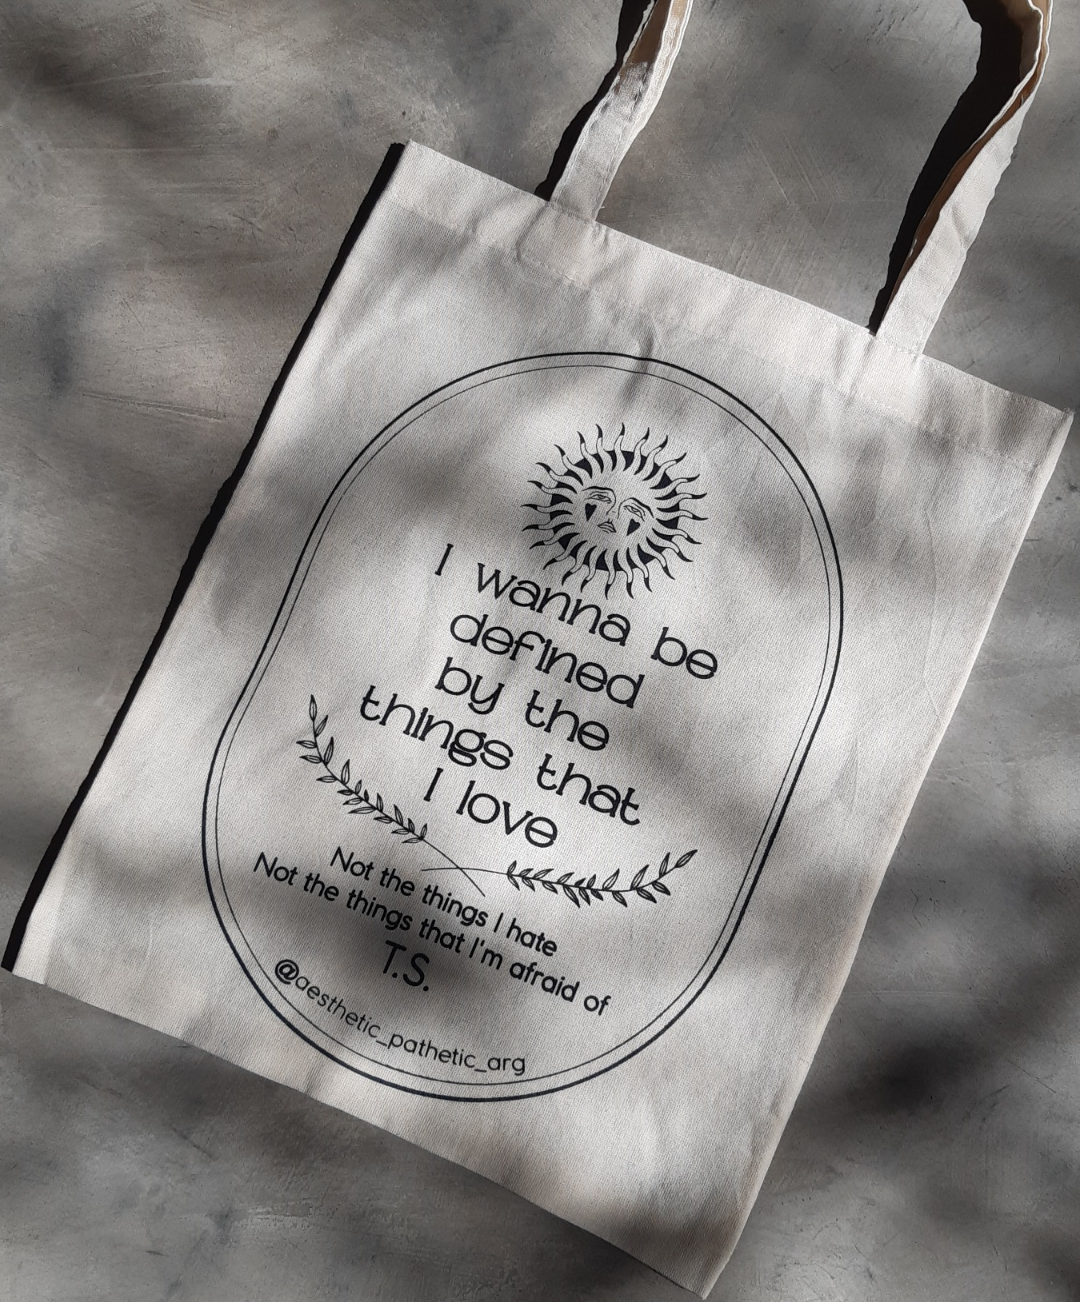 I wanna be
defined
by the
things that
I love
Not the things I hate
Not the things that I'm afraid of
T.S.
@aesthetic_pathetic_arg